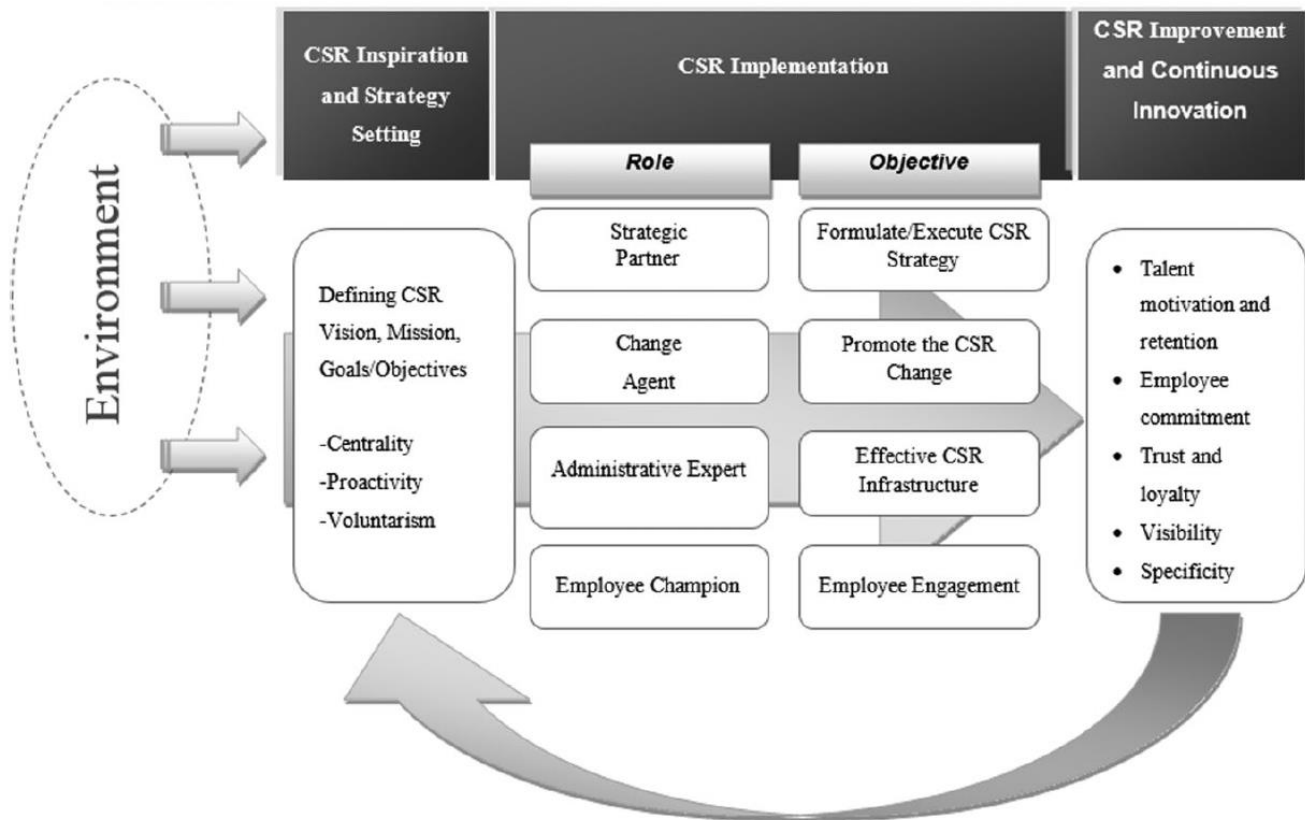 Environment
CSR Inspiration
and Strategy
Setting
Defining CSR
Vision, Mission,
Goals/Objectives
-Centrality
-Proactivity
-Voluntarism
CSR Implementation
Role
Objective
Strategic
Partner
Formulate/Execute CSR
Strategy
Change
Agent
Promote the CSR
Change
Administrative Expert
Effective CSR
Infrastructure
Employee Champion
Employee Engagement
CSR Improvement
and Continuous
Innovation
• Talent
motivation and
retention
• Employee
commitment
• Trust and
loyalty
• Visibility
• Specificity